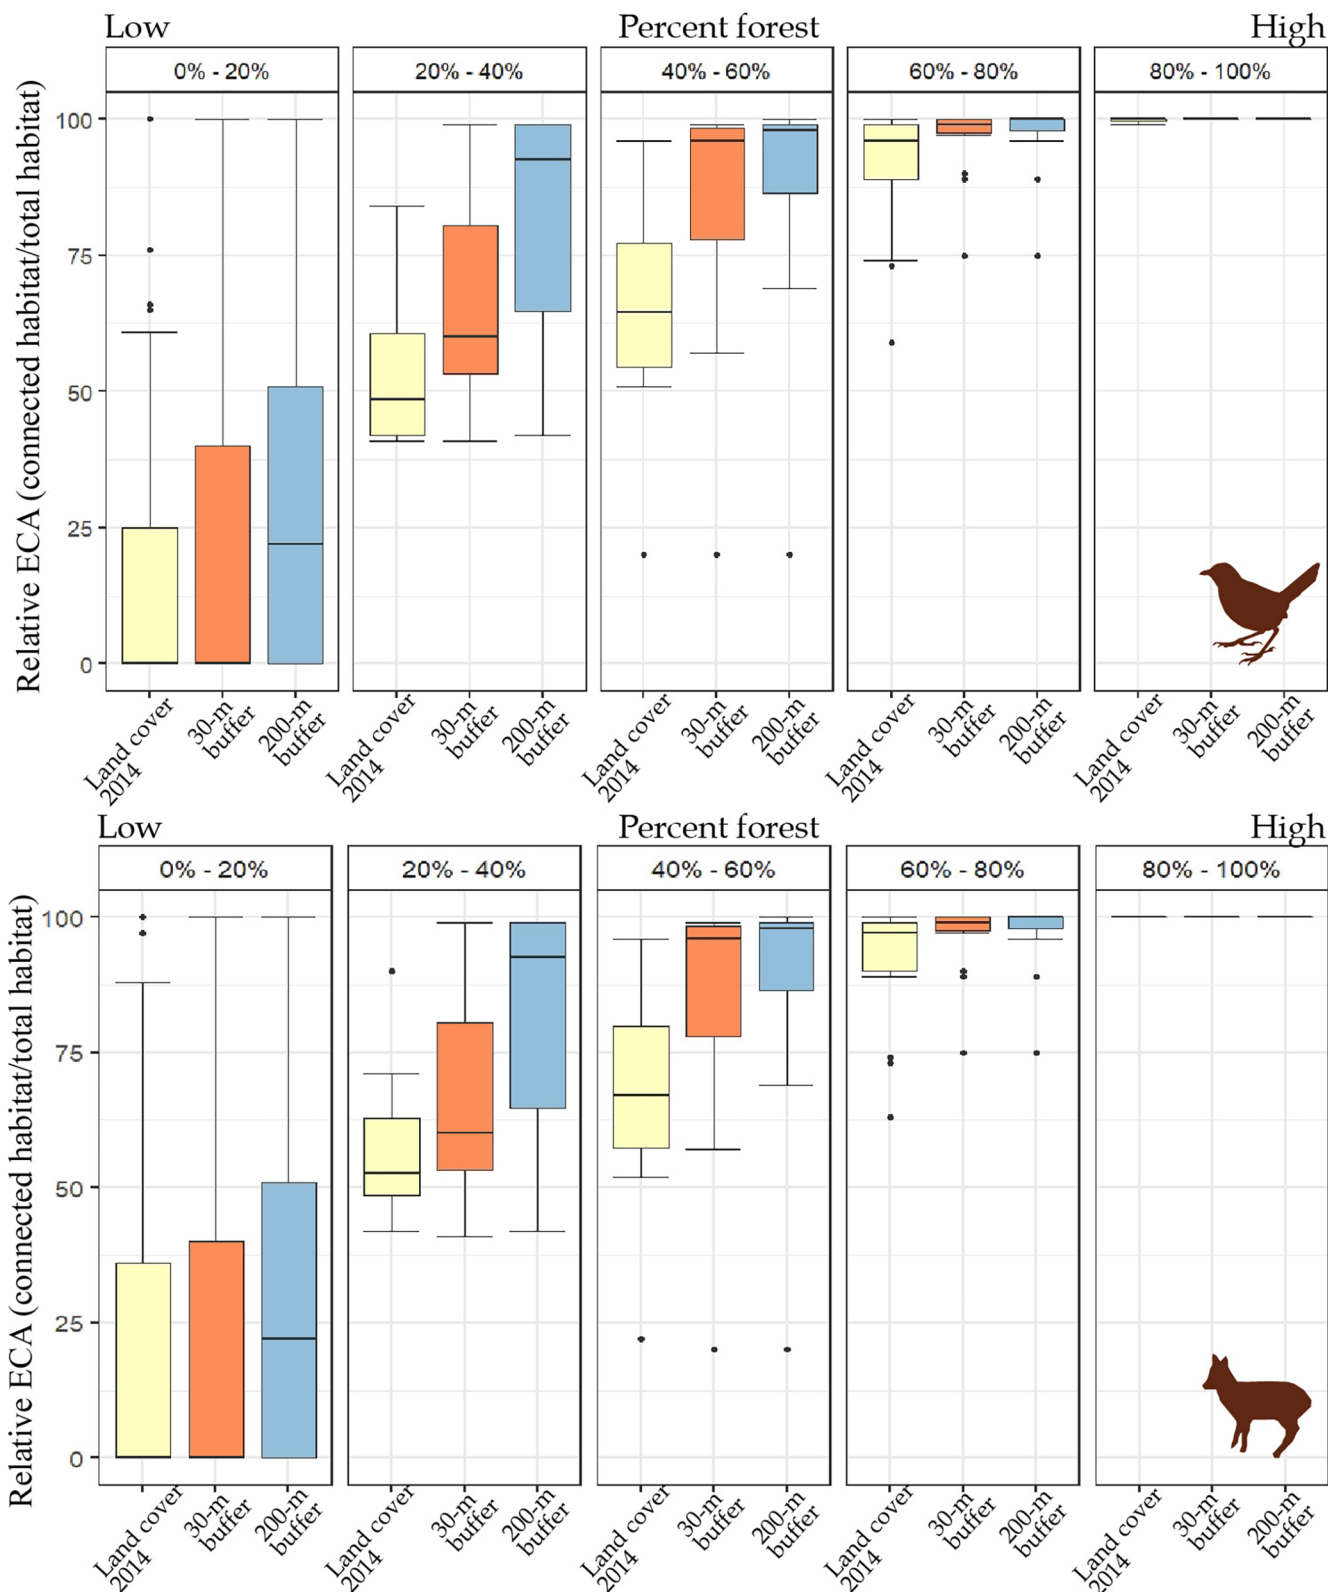 Low Percent forest High
0% - 20% 20% - 40% 40% - 60% 60% - 80% 80% - 100%
Relative ECA (connected habitat/total habitat)
100
75
50
25
0
Land cover 2014 30-m buffer 200-m buffer Land cover 2014 30-m buffer 200-m buffer Land cover 2014 30-m buffer 200-m buffer Land cover 2014 30-m buffer 200-m buffer Land cover 2014 30-m buffer 200-m buffer
Low Percent forest High
0% - 20% 20% - 40% 40% - 60% 60% - 80% 80% - 100%
Relative ECA (connected habitat/total habitat)
100
75
50
25
0
Land cover 2014 30-m buffer 200-m buffer Land cover 2014 30-m buffer 200-m buffer Land cover 2014 30-m buffer 200-m buffer Land cover 2014 30-m buffer 200-m buffer Land cover 2014 30-m buffer 200-m buffer